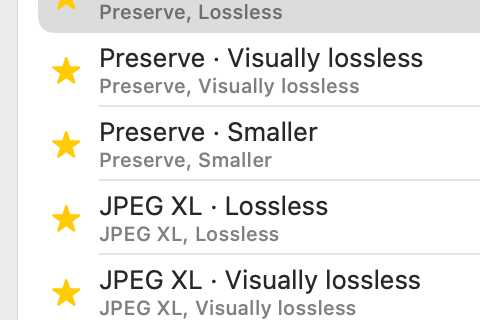 Preserve, Lossless
Preserve · Visually lossless
Preserve, Visually lossless
Preserve · Smaller
Preserve, Smaller
JPEG XL · Lossless
JPEG XL, Lossless
JPEG XL · Visually lossless
JPEG XL, Visually lossless